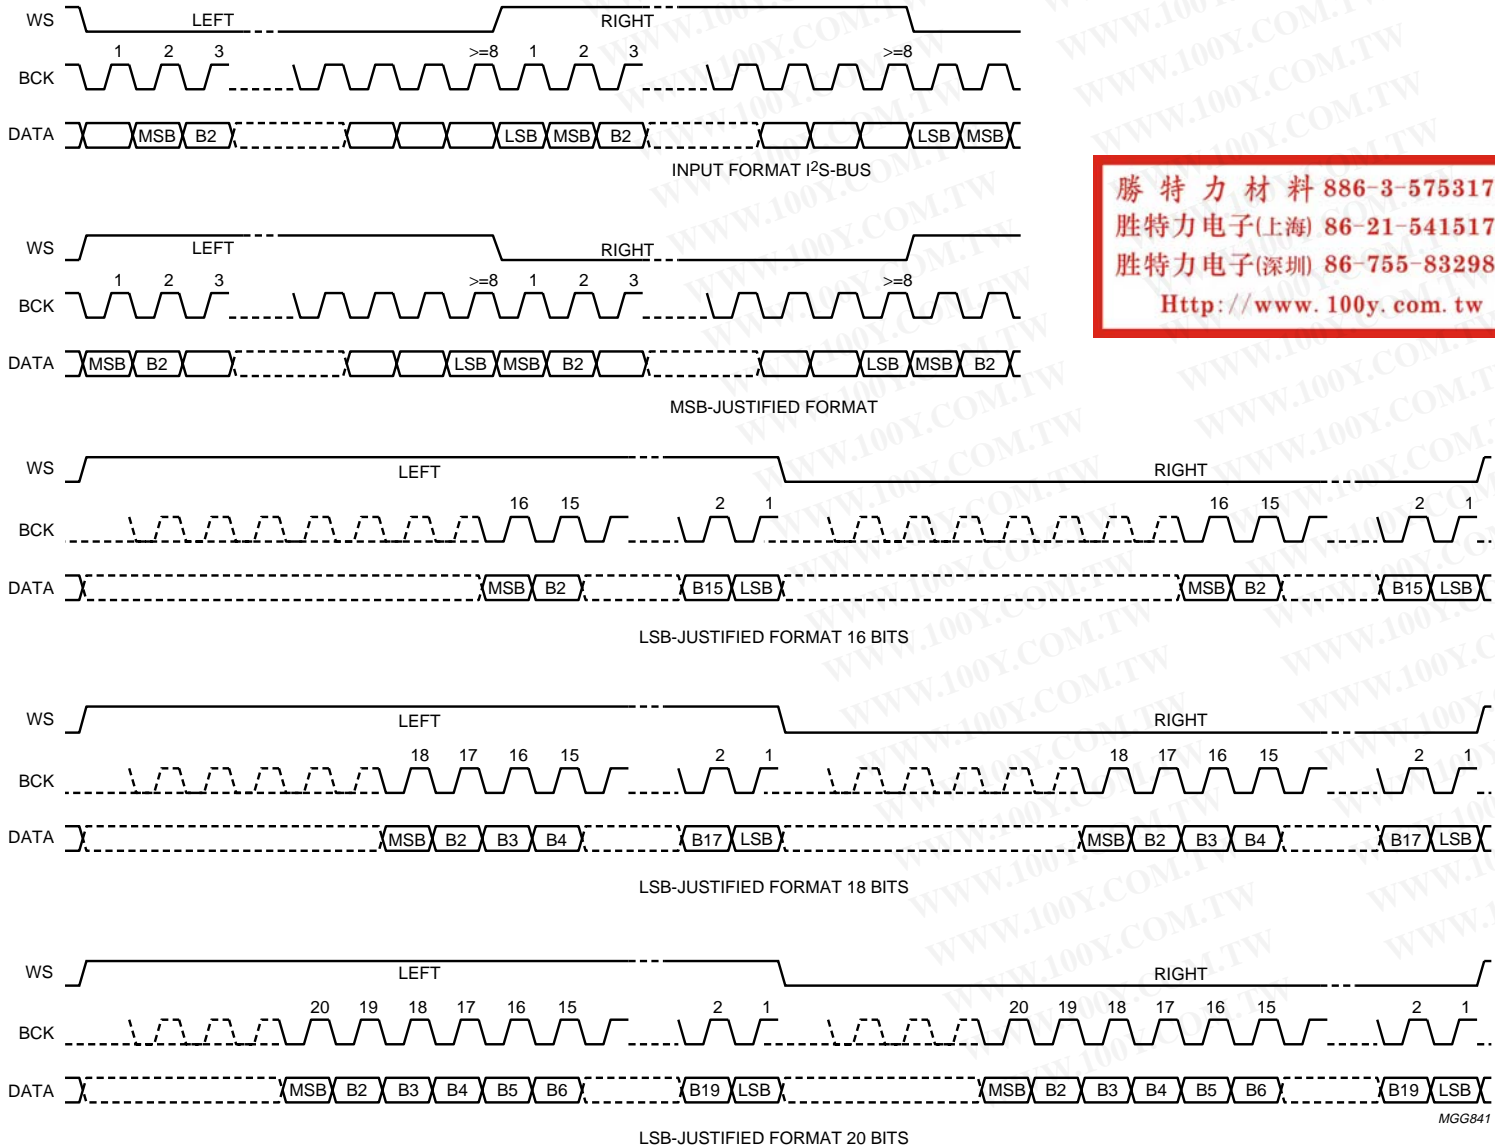 WS LEFT RIGHT
1 2 3 >=8 1 2 3 >=8
BCK
DATA MSB B2 LSB MSB B2 LSB MSB
INPUT FORMAT I²S-BUS
勝特力材料 886-3-575317
胜特力电子(上海) 86-21-541517
胜特力电子(深圳) 86-755-83298
Http://www.100y.com.tw
WS LEFT RIGHT
1 2 3 >=8 1 2 3 >=8
BCK
DATA MSB B2 LSB MSB B2 LSB MSB B2
MSB-JUSTIFIED FORMAT
WS LEFT RIGHT
16 15 2 1 16 15 2 1
BCK
DATA MSB B2 B15 LSB MSB B2 B15 LSB
LSB-JUSTIFIED FORMAT 16 BITS
WS LEFT RIGHT
18 17 16 15 2 1 18 17 16 15 2 1
BCK
DATA MSB B2 B3 B4 B17 LSB MSB B2 B3 B4 B17 LSB
LSB-JUSTIFIED FORMAT 18 BITS
WS LEFT RIGHT
20 19 18 17 16 15 2 1 20 19 18 17 16 15 2 1
BCK
DATA MSB B2 B3 B4 B5 B6 B19 LSB MSB B2 B3 B4 B5 B6 B19 LSB
MGG841
LSB-JUSTIFIED FORMAT 20 BITS
WWW.100Y.COM.TW